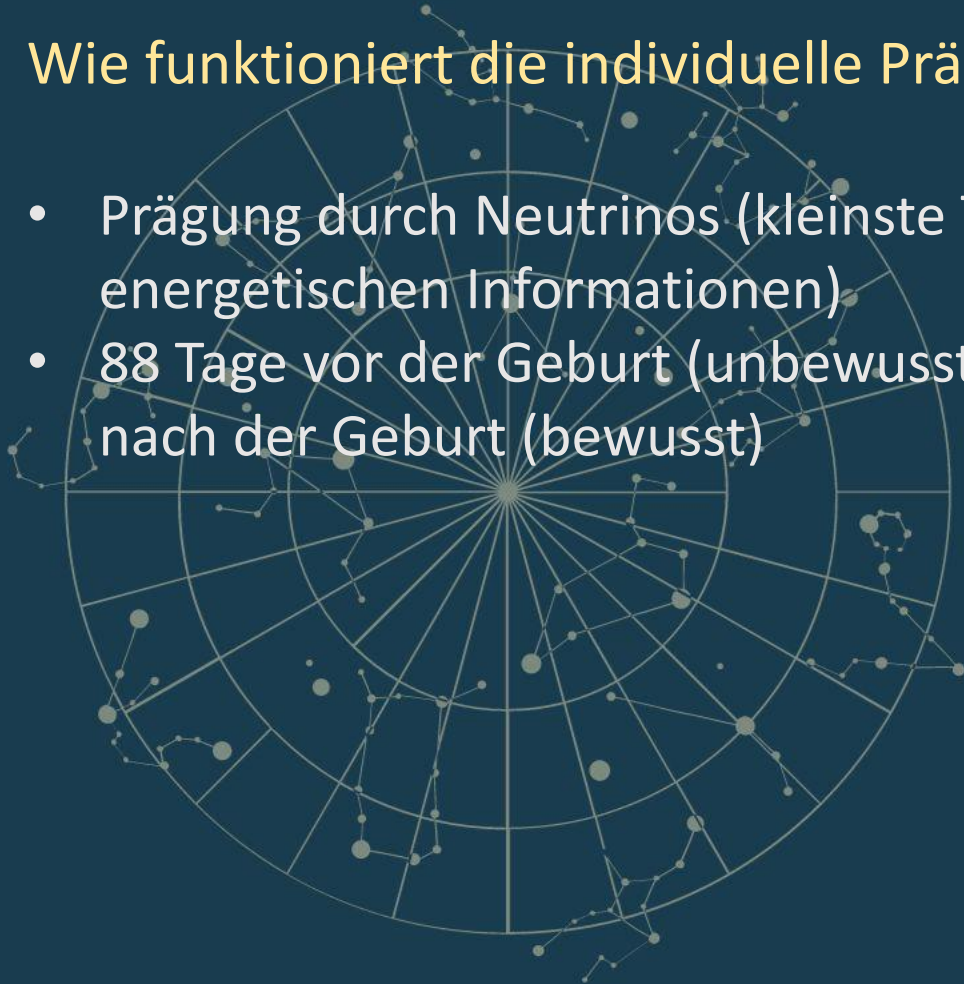 Wie funktioniert die individuelle Prä
• Prägung durch Neutrinos (kleinste
energetischen Informationen)
• 88 Tage vor der Geburt (unbewusst
nach der Geburt (bewusst)